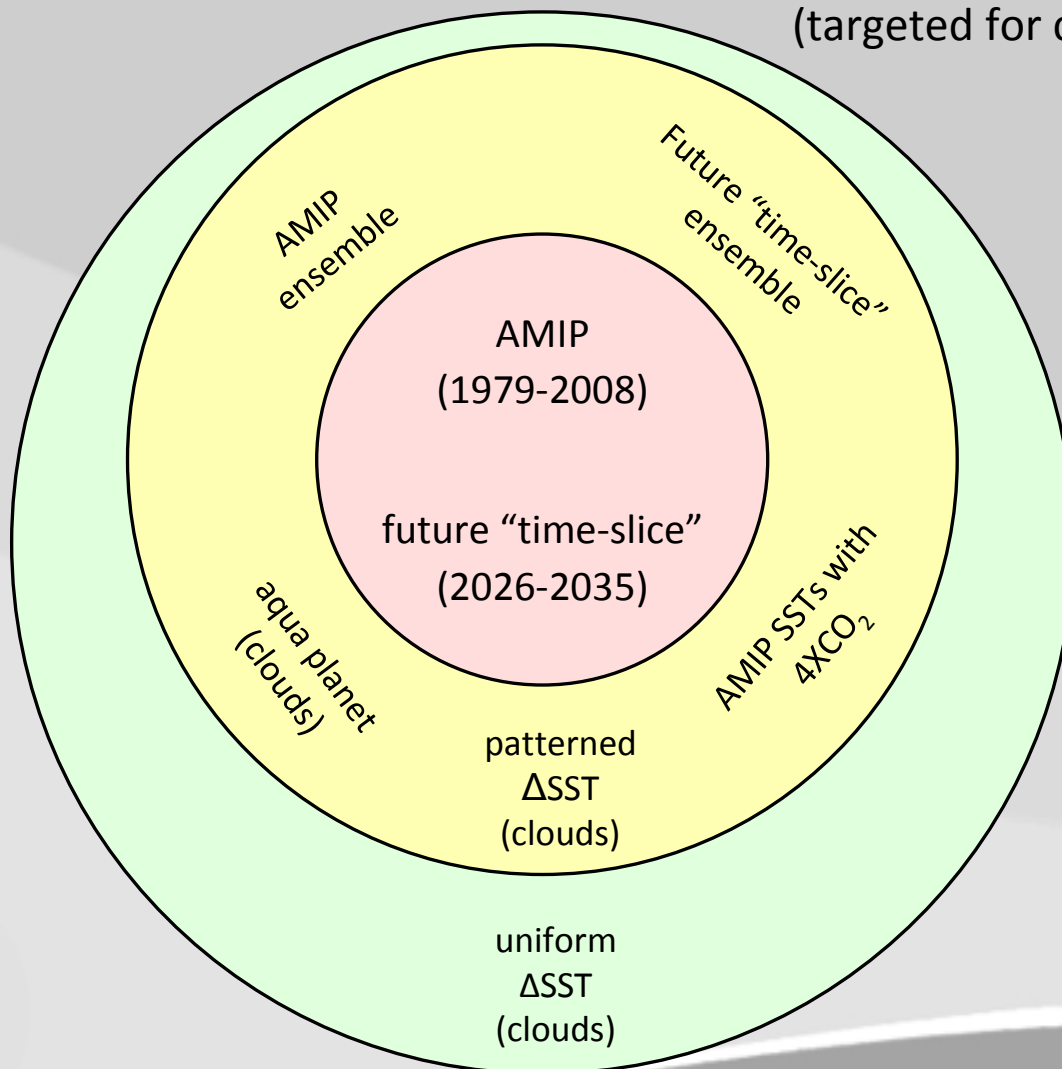 (targeted for
AMIP
ensemble
Future “time-slice”
ensemble
AMIP
(1979-2008)
future “time-slice”
(2026-2035)
aqua planet
(clouds)
AMIP SSTs with
4XCO₂
patterned
ΔSST
(clouds)
uniform
ΔSST
(clouds)